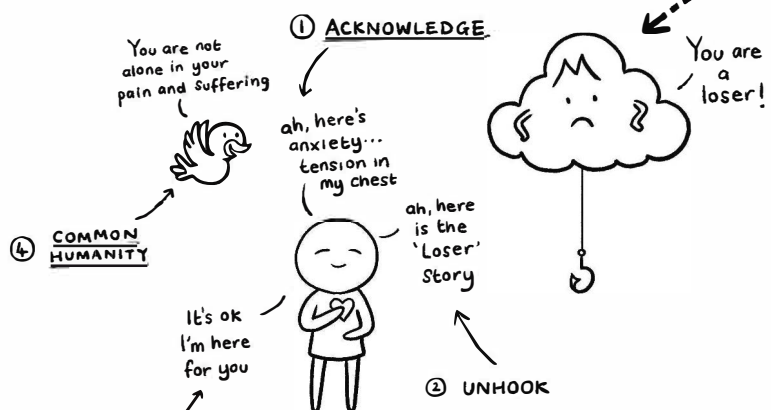 ① ACKNOWLEDGE
You are not
alone in your
pain and suffering
You are
a
loser!
ah, here's
anxiety...
tension in
my chest
ah, here
is the
'Loser'
Story
④ COMMON
HUMANITY
It's ok
I'm here
for you
② UNHOOK